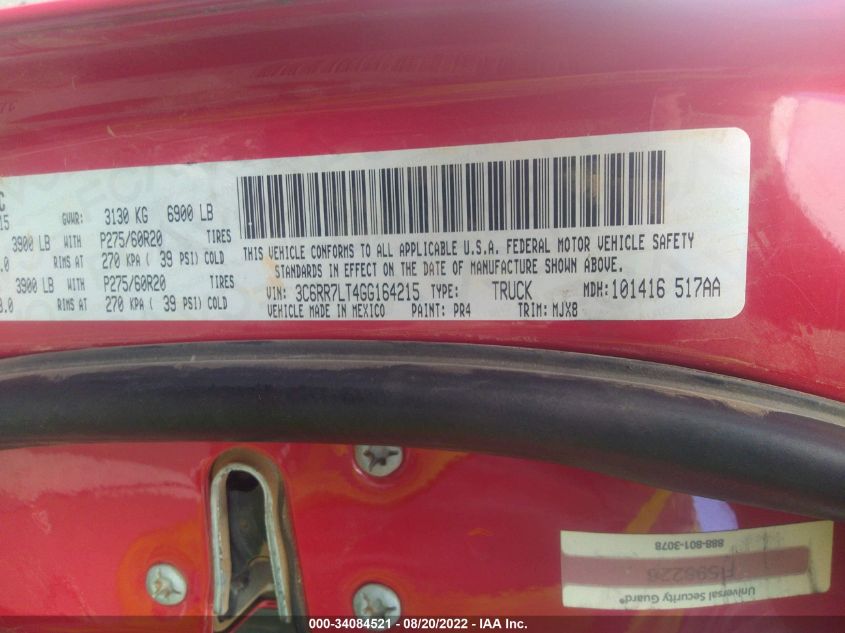 C
15 GVWR: 3130 KG 6900 LB
3900 LB WITH P275/60R20 TIRES
.0 RIMS AT 270 KPA ( 39 PSI) COLD
3900 LB WITH P275/60R20 TIRES
.0 RIMS AT 270 KPA ( 39 PSI) COLD
THIS VEHICLE CONFORMS TO ALL APPLICABLE U.S.A. FEDERAL MOTOR VEHICLE SAFETY
STANDARDS IN EFFECT ON THE DATE OF MANUFACTURE SHOWN ABOVE.
VIN: 3C6RR7LT4GG164215 TYPE: TRUCK MDH: 101416 517AA
VEHICLE MADE IN MEXICO PAINT: PR4 TRIM: MJX8
Universal Security Guard®
888-801-3078
000-34084521 - 08/20/2022 - IAA Inc.